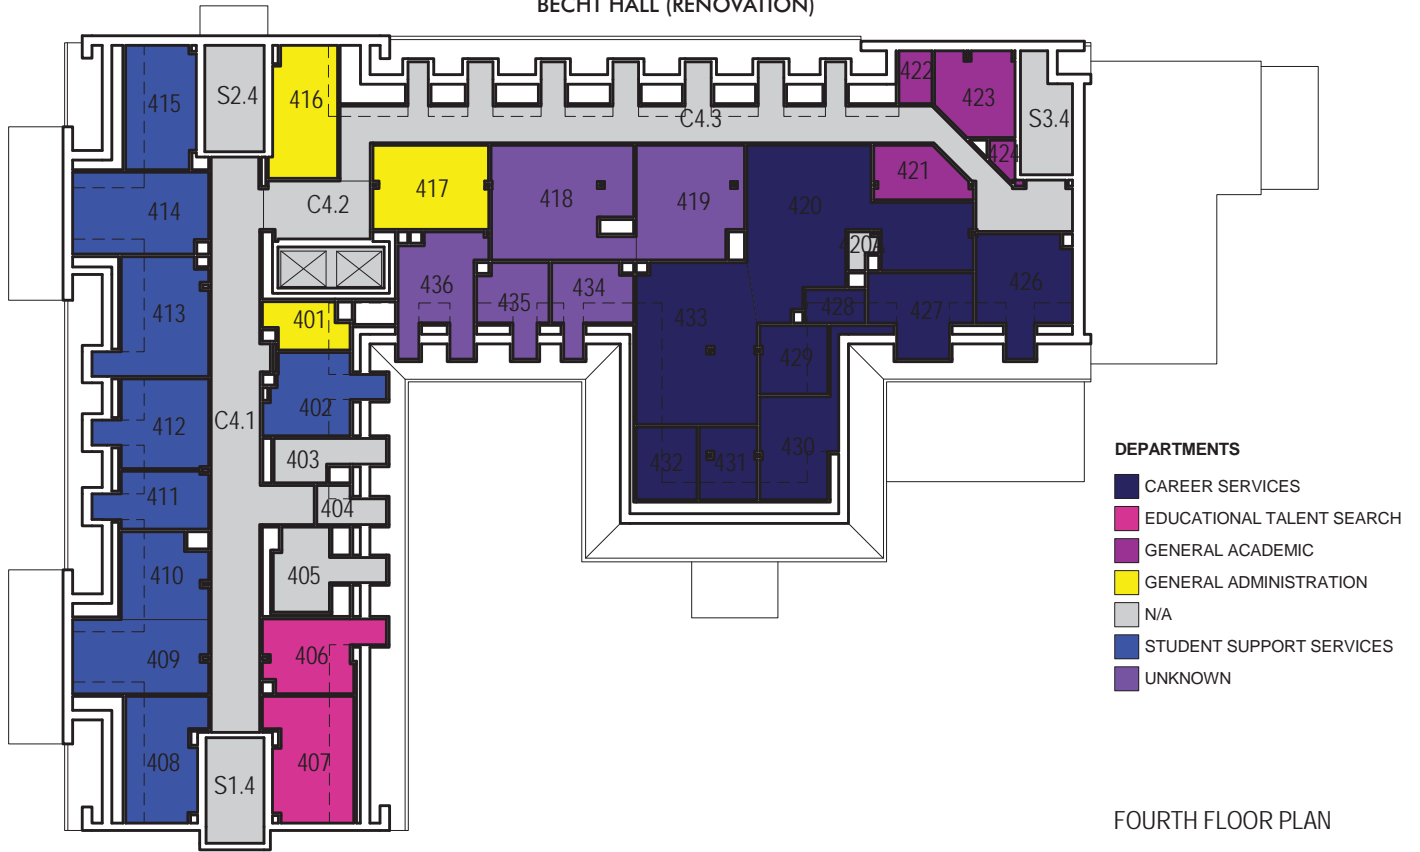 BECHT HALL (RENOVATION)
415
S2.4
416
422
423
S3.4
C4.3
424
414
C4.2
417
418
419
420
421
420A
413
401
436
435
434
433
428
427
426
429
412
C4.1
402
403
411
404
432
431
430
410
405
409
406
408
S1.4
407
DEPARTMENTS
CAREER SERVICES
EDUCATIONAL TALENT SEARCH
GENERAL ACADEMIC
GENERAL ADMINISTRATION
N/A
STUDENT SUPPORT SERVICES
UNKNOWN
FOURTH FLOOR PLAN